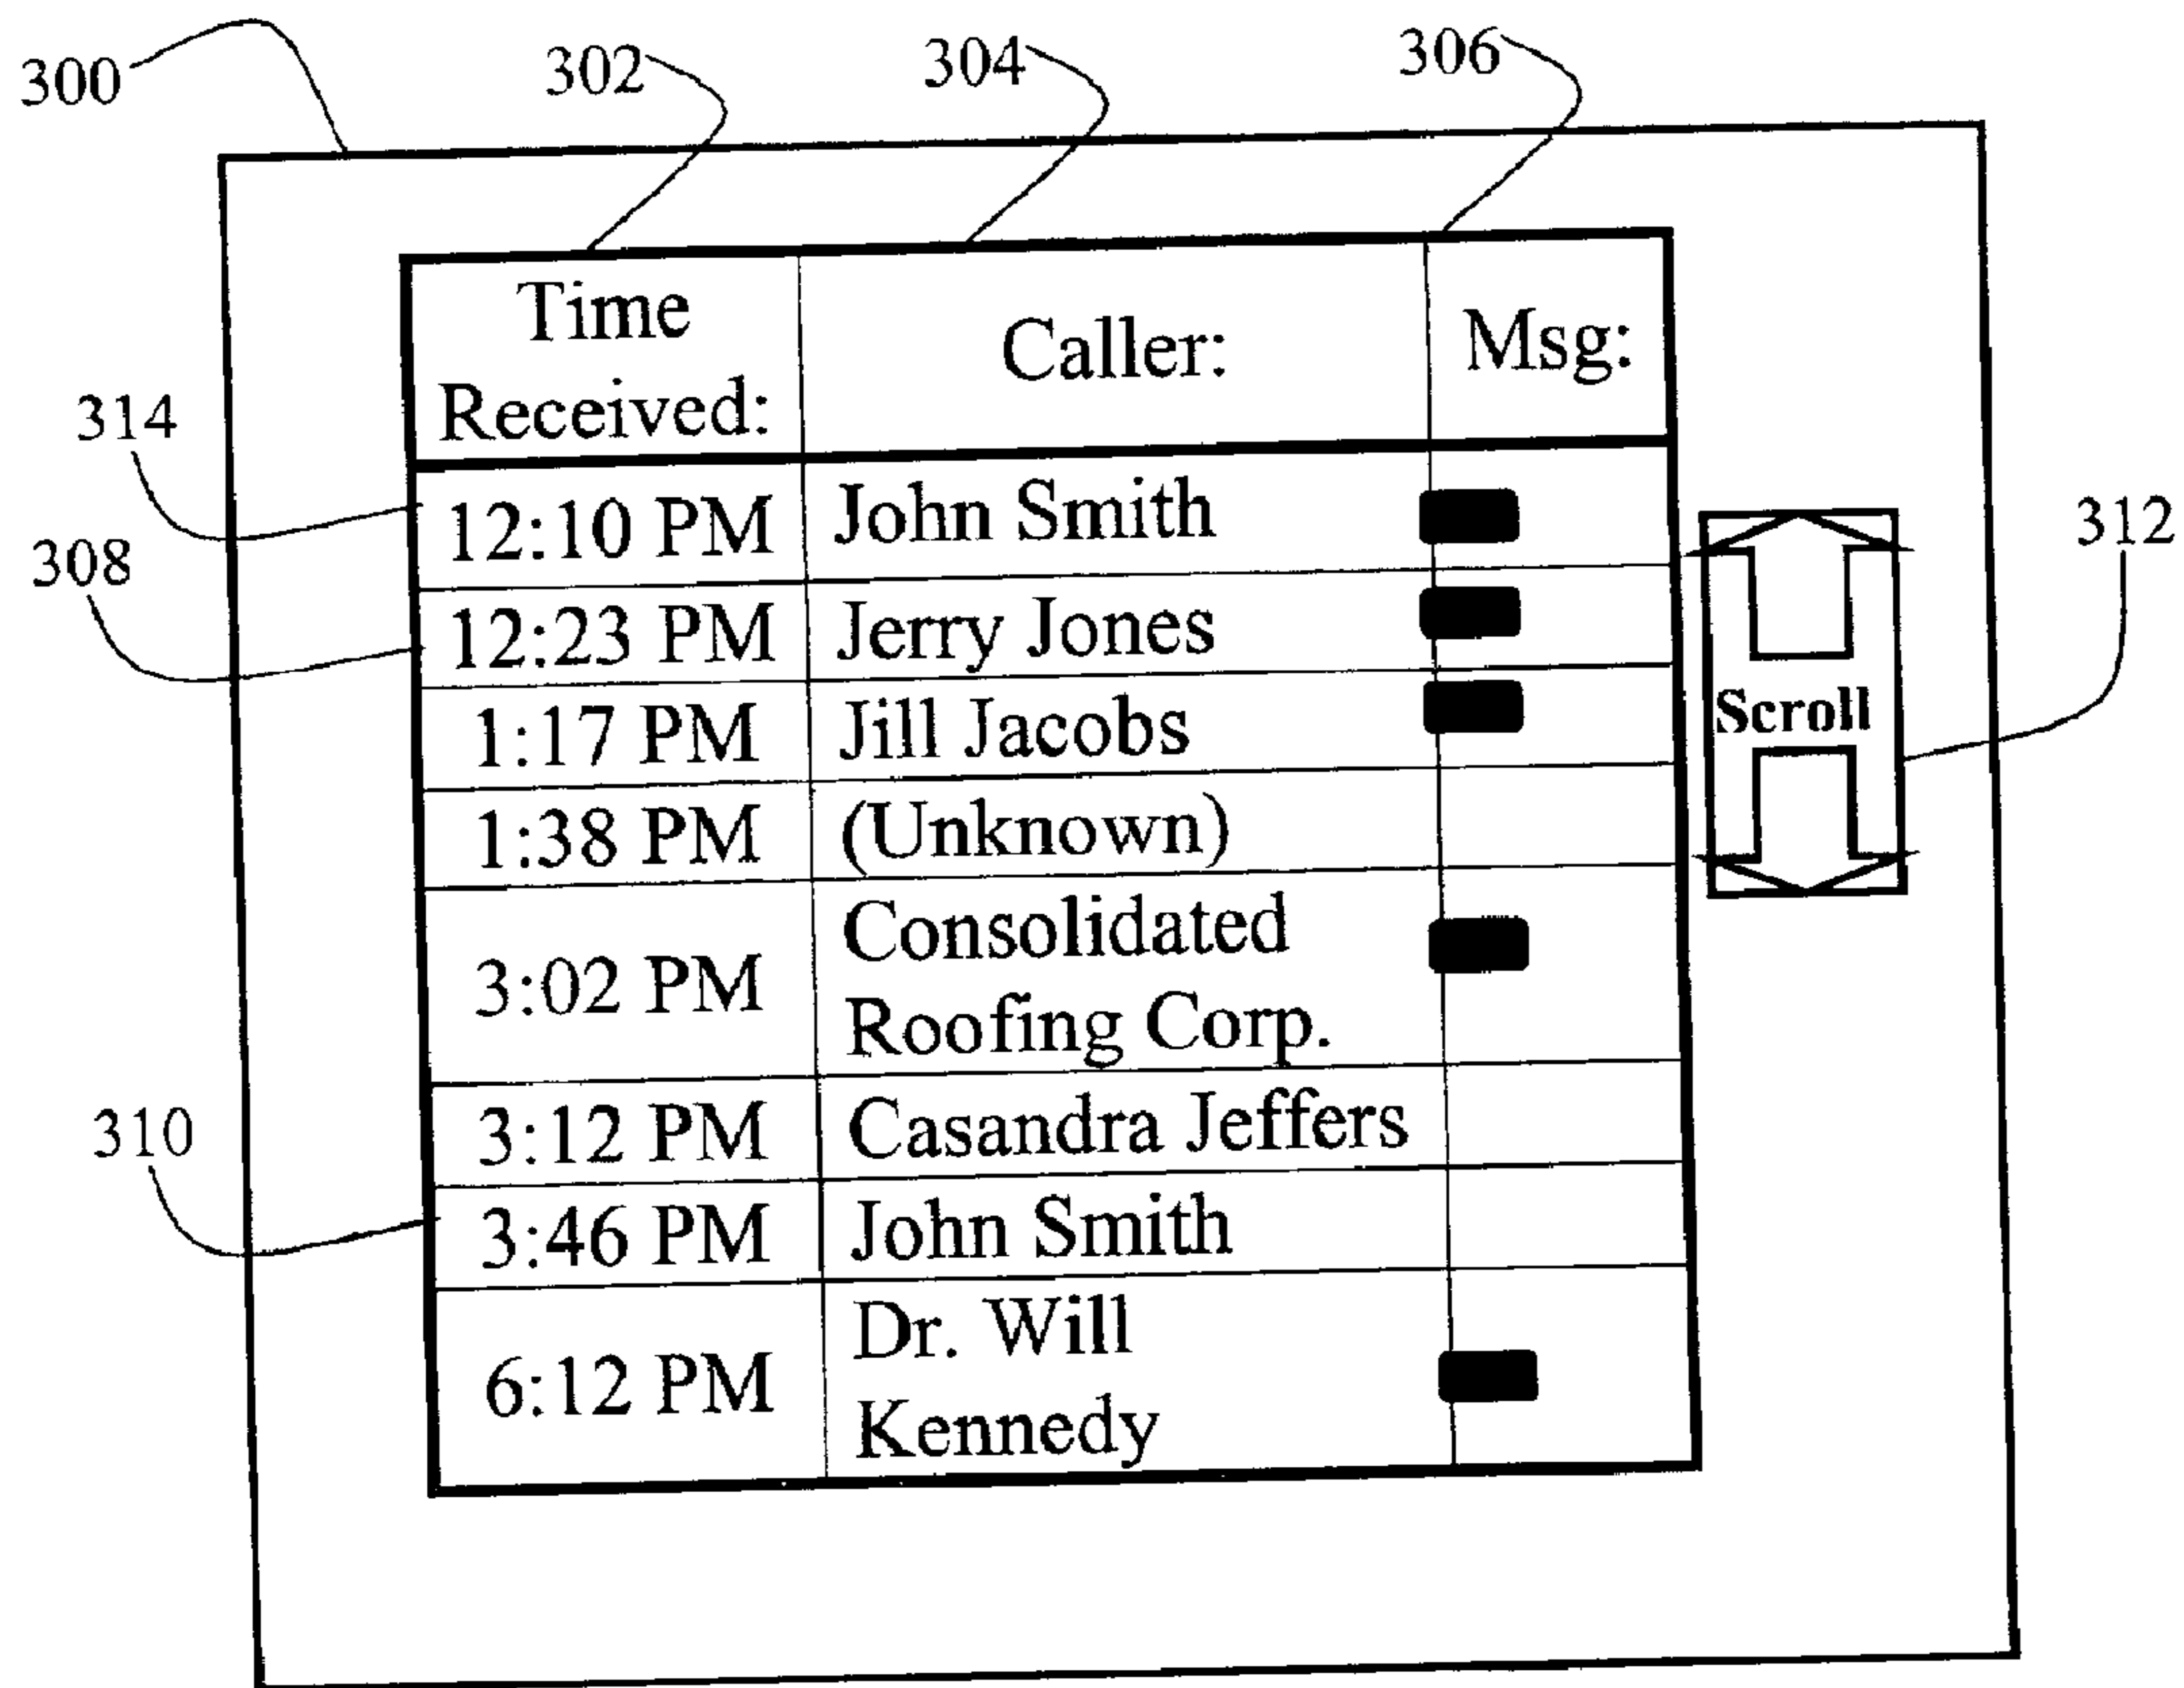 300
302
304
306
Time
Received:
Caller:
Msg:
314
12:10 PM
John Smith
312
308
12:23 PM
Jerry Jones
1:17 PM
Jill Jacobs
Scroll
1:38 PM
(Unknown)
3:02 PM
Consolidated
Roofing Corp.
310
3:12 PM
Casandra Jeffers
3:46 PM
John Smith
6:12 PM
Dr. Will
Kennedy